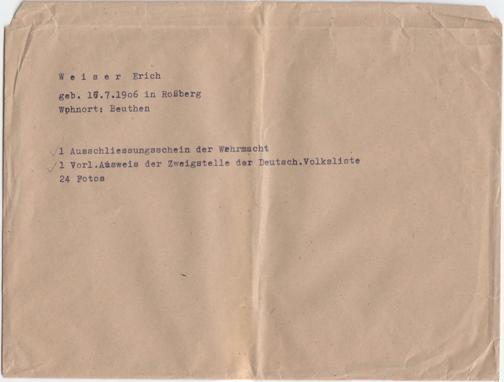 W e i s e r Erich
geb. 16.7.1906 in Roßberg
Wohnort: Beuthen
1 Ausschliessungsschein der Wehrmacht
1 Vorl.Ausweis der Zweigstelle der Deutsch.Volksliste
24 Fotos